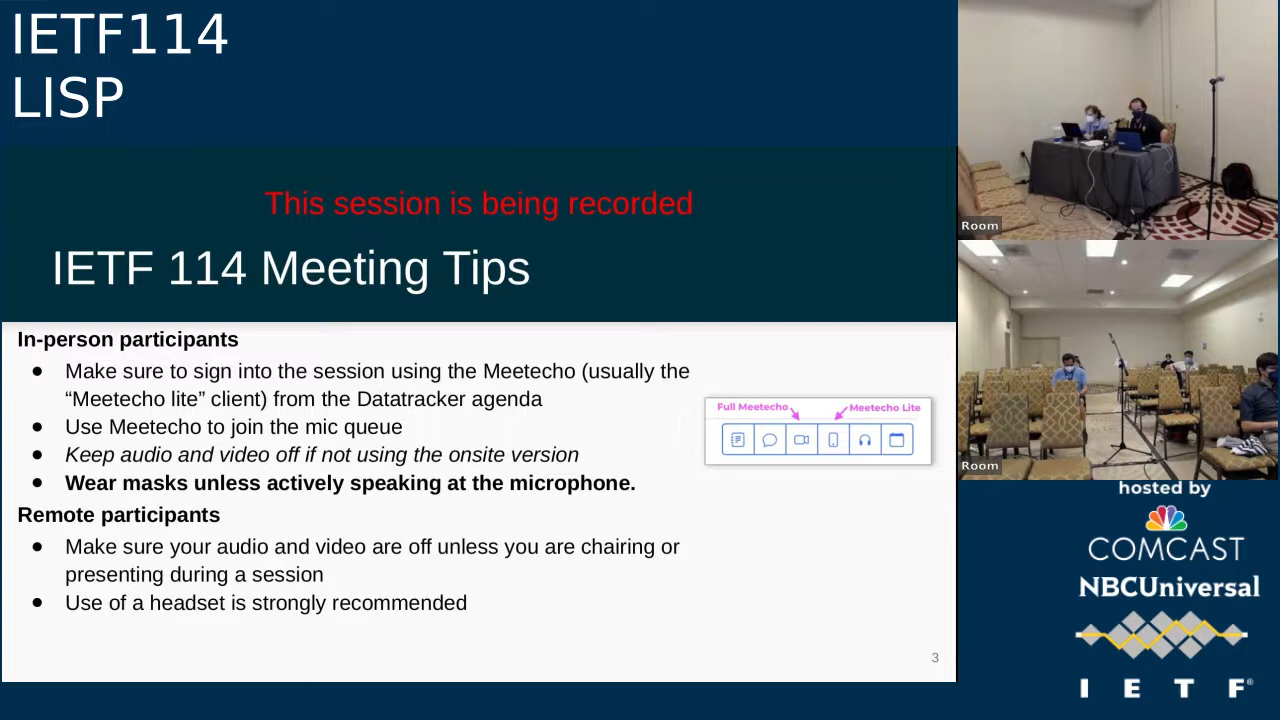 IETF114
LISP
This session is being recorded
IETF 114 Meeting Tips
In-person participants
● Make sure to sign into the session using the Meetecho (usually the
“Meetecho lite” client) from the Datatracker agenda
● Use Meetecho to join the mic queue
● Keep audio and video off if not using the onsite version
● Wear masks unless actively speaking at the microphone.
Remote participants
● Make sure your audio and video are off unless you are chairing or
presenting during a session
● Use of a headset is strongly recommended
Full Meetecho
Meetecho Lite
3
Room
Room
hosted by
COMCAST
NBCUniversal
I E T F®